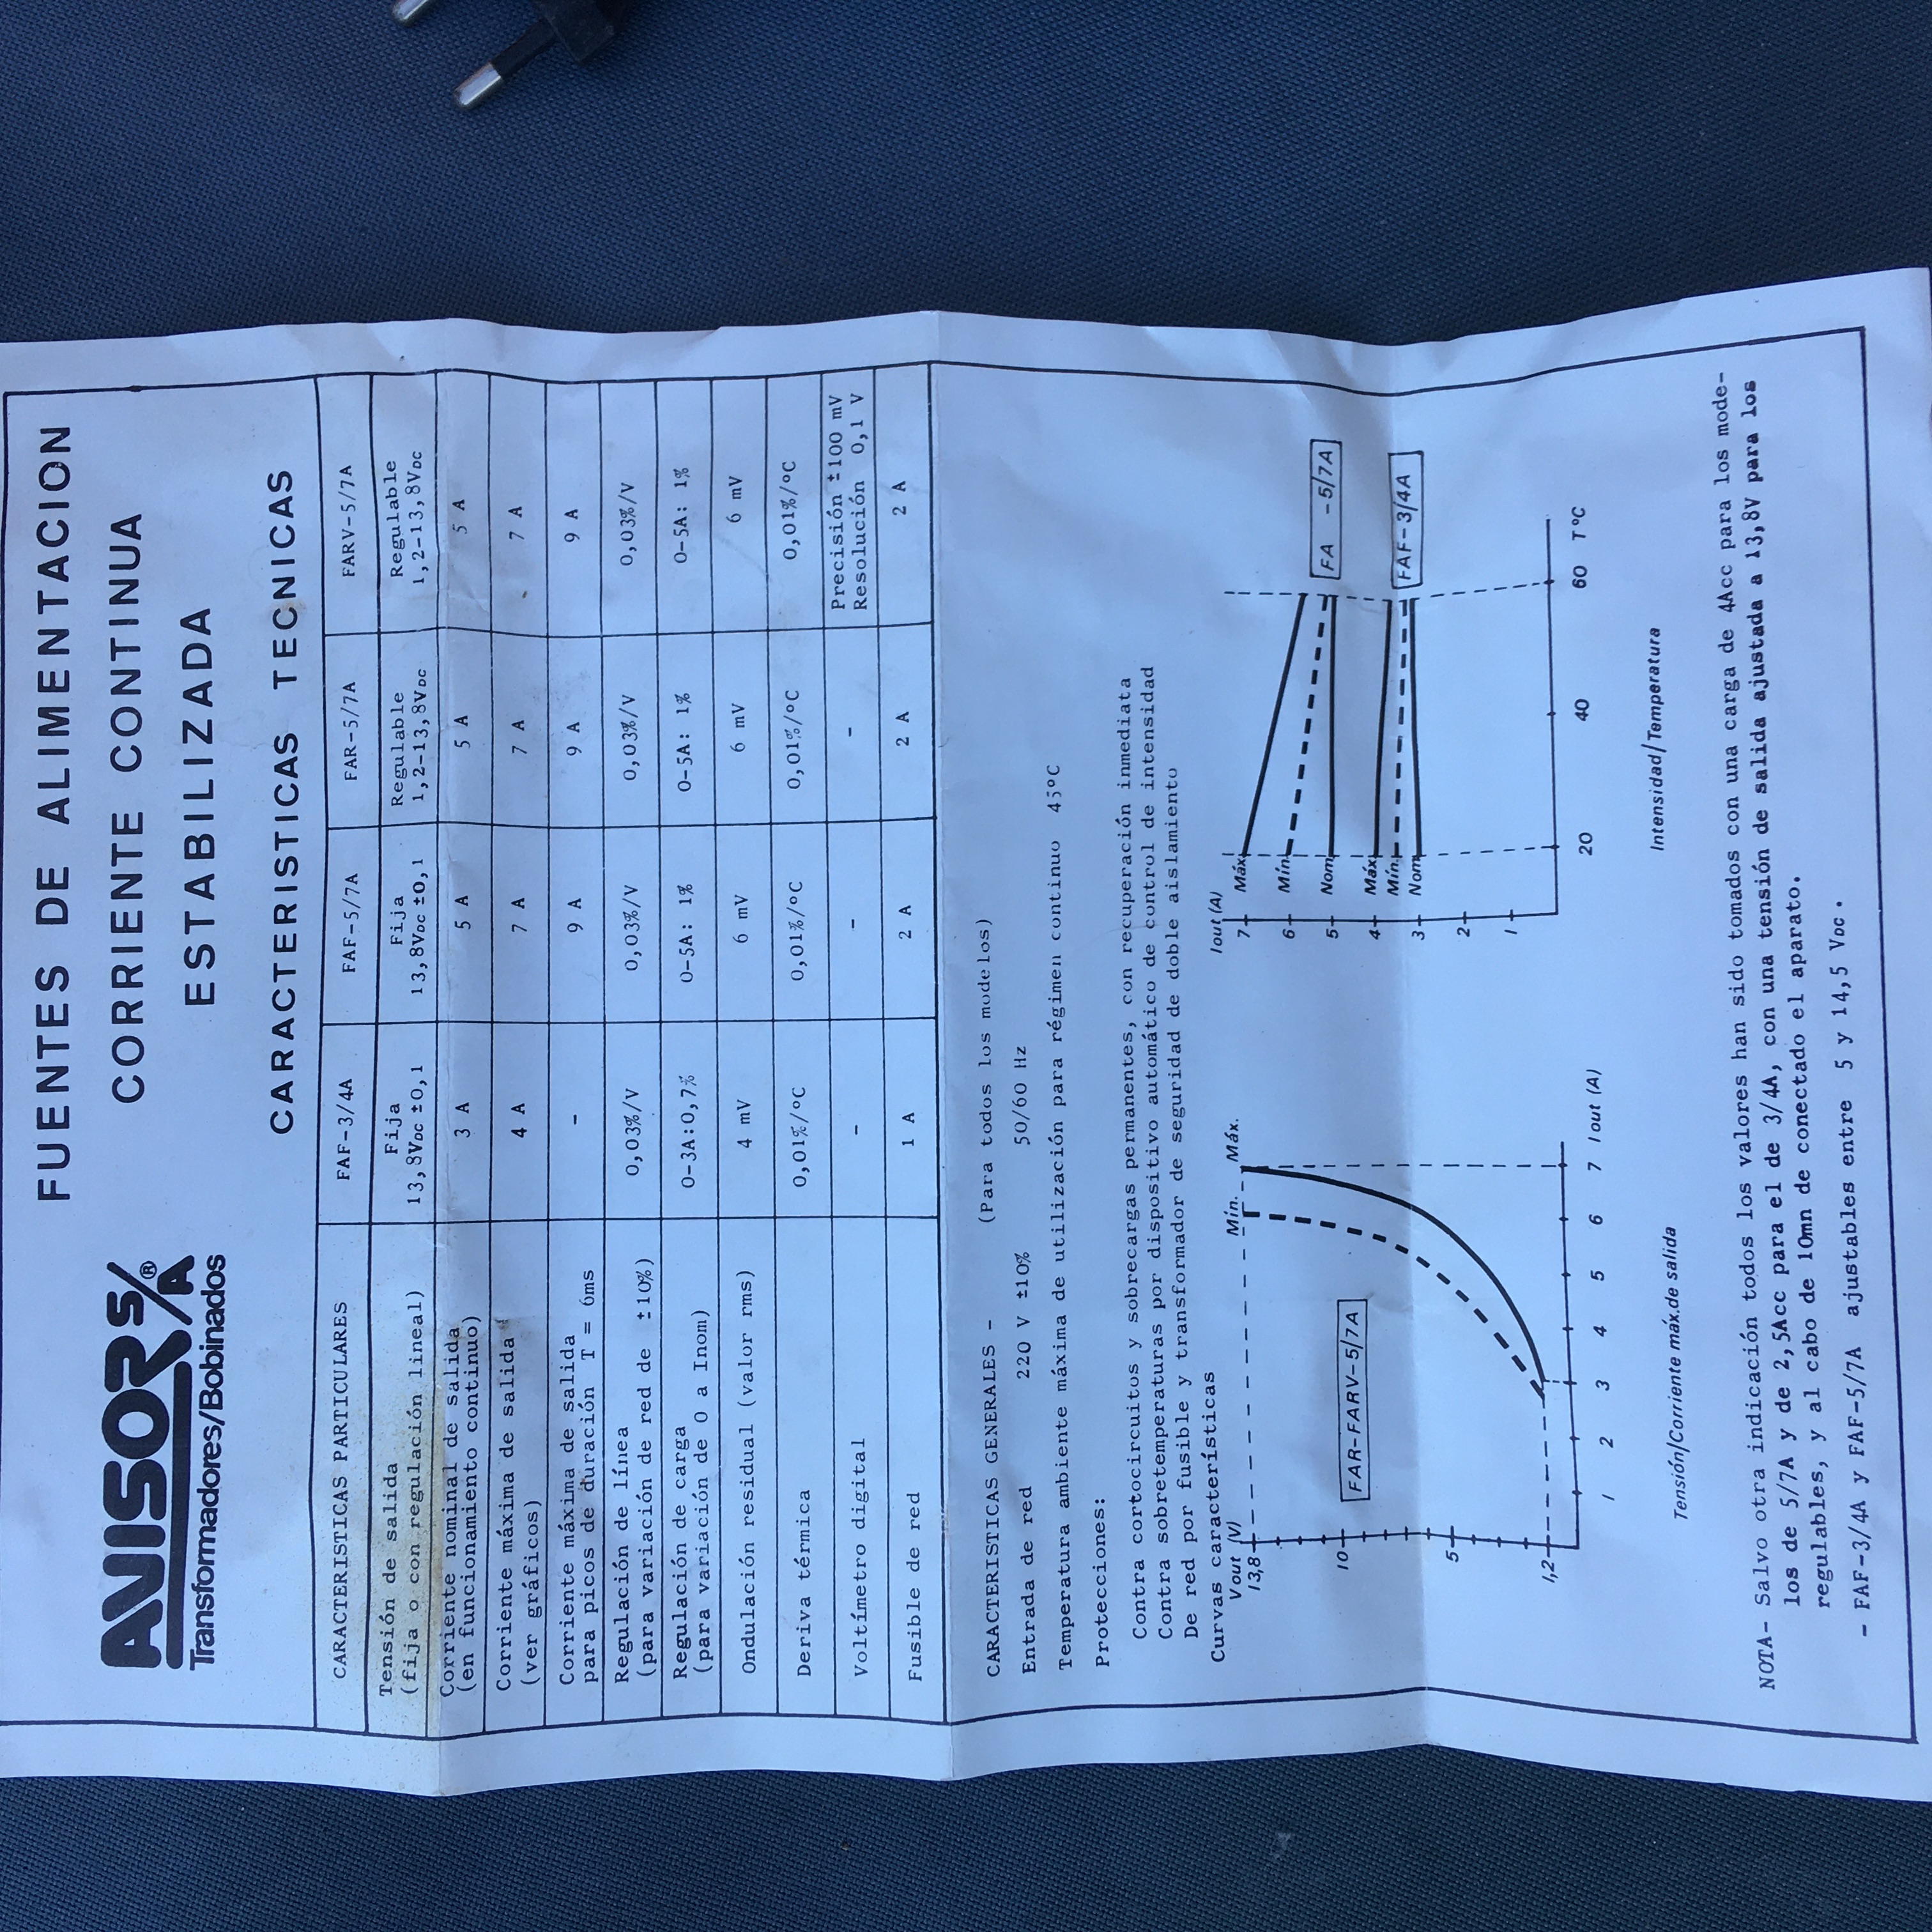 AVISOR S/A ®
Transformadores/Bobinados
FUENTES DE ALIMENTACION
CORRIENTE CONTINUA
ESTABILIZADA
CARACTERISTICAS TECNICAS
CARACTERISTICAS PARTICULARES FAF-3/4A FAF-5/7A FAR-5/7A FARV-5/7A
Tensión de salida Fija Fija Regulable Regulable
(fija o con regulación lineal) 13,8VDC ±0,1 13,8VDC ±0,1 1,2-13,8VDC 1,2-13,8VDC
Corriente nominal de salida 3 A 5 A 5 A 5 A
(en funcionamiento continuo)
Corriente máxima de salida 4 A 7 A 7 A 7 A
(ver gráficos)
Corriente máxima de salida - 9 A 9 A 9 A
para picos de duración T = 6ms
Regulación de línea 0,03%/V 0,03%/V 0,03%/V 0,03%/V
(para variación de red de ±10%)
Regulación de carga 0-3A:0,7% 0-5A: 1% 0-5A: 1% 0-5A: 1%
(para variación de 0 a Inom)
Ondulación residual (valor rms) 4 mV 6 mV 6 mV 6 mV
Deriva térmica 0,01%/ºC 0,01%/ºC 0,01%/ºC 0,01%/ºC
Voltímetro digital - - - Precisión ±100 mV
Resolución 0,1 V
Fusible de red 1 A 2 A 2 A 2 A
CARACTERISTICAS GENERALES - (Para todos los modelos)
Entrada de red 220 V ±10% 50/60 Hz
Temperatura ambiente máxima de utilización para régimen continuo 45ºC
Protecciones:
Contra cortocircuitos y sobrecargas permanentes, con recuperación inmediata
Contra sobretemperaturas por dispositivo automático de control de intensidad
De red por fusible y transformador de seguridad de doble aislamiento
Curvas características
Vout (V)
13,8
10
5
1,2
Mín. Máx.
FAR-FARV-5/7A
1 2 3 4 5 6 7 Iout (A)
Tensión/Corriente máx.de salida
Iout (A)
7 Máx
6 Mín
5 Nom
4 Máx
Mín
3 Nom
2
1
FA -5/7A
FAF-3/4A
20 40 60 TºC
Intensidad/Temperatura
NOTA- Salvo otra indicación todos los valores han sido tomados con una carga de 4Acc para los mode-
los de 5/7A y de 2,5Acc para el de 3/4A, con una tensión de salida ajustada a 13,8V para los
regulables, y al cabo de 10mn de conectado el aparato.
- FAF-3/4A y FAF-5/7A ajustables entre 5 y 14,5 VDC.